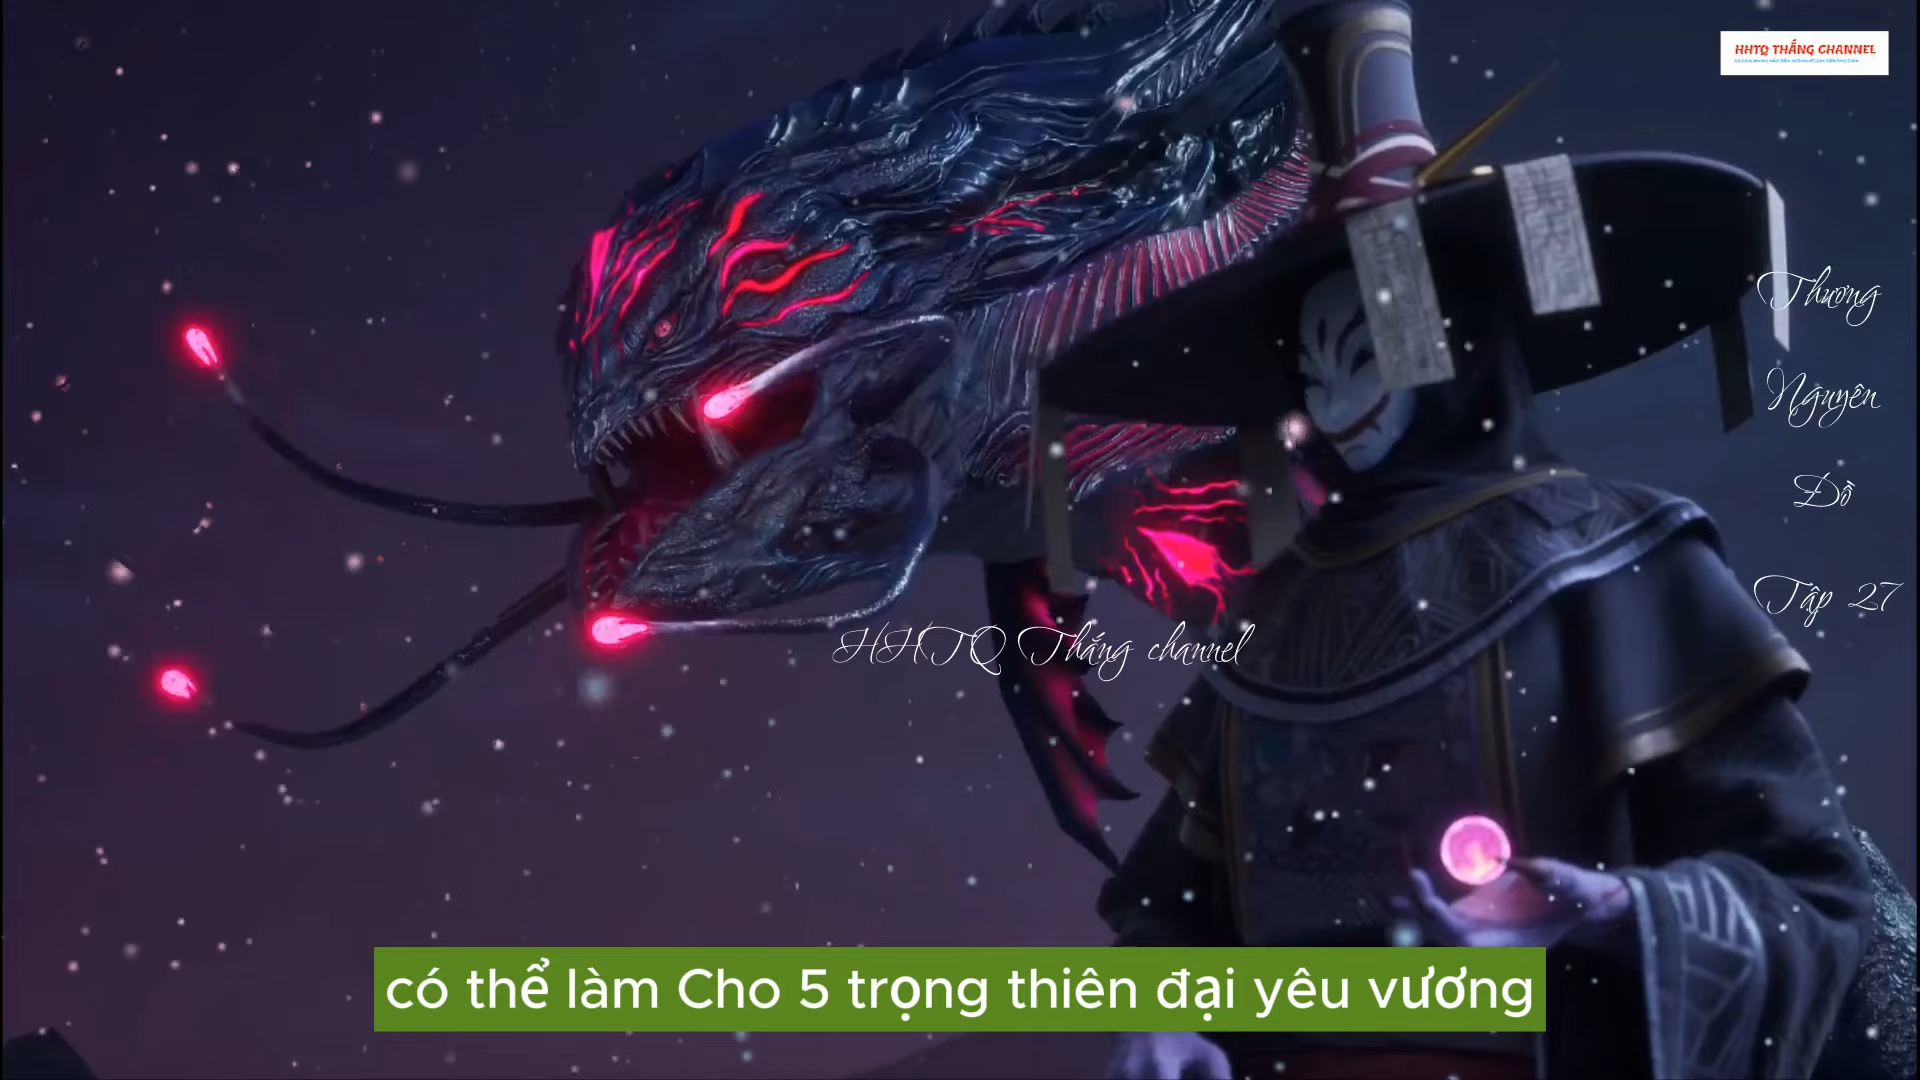 HHTQ THẮNG CHANNEL
Thương
Nguyên
Đồ
Tập 27
HHTQ Thắng channel
có thể làm Cho 5 trọng thiên đại yêu vương